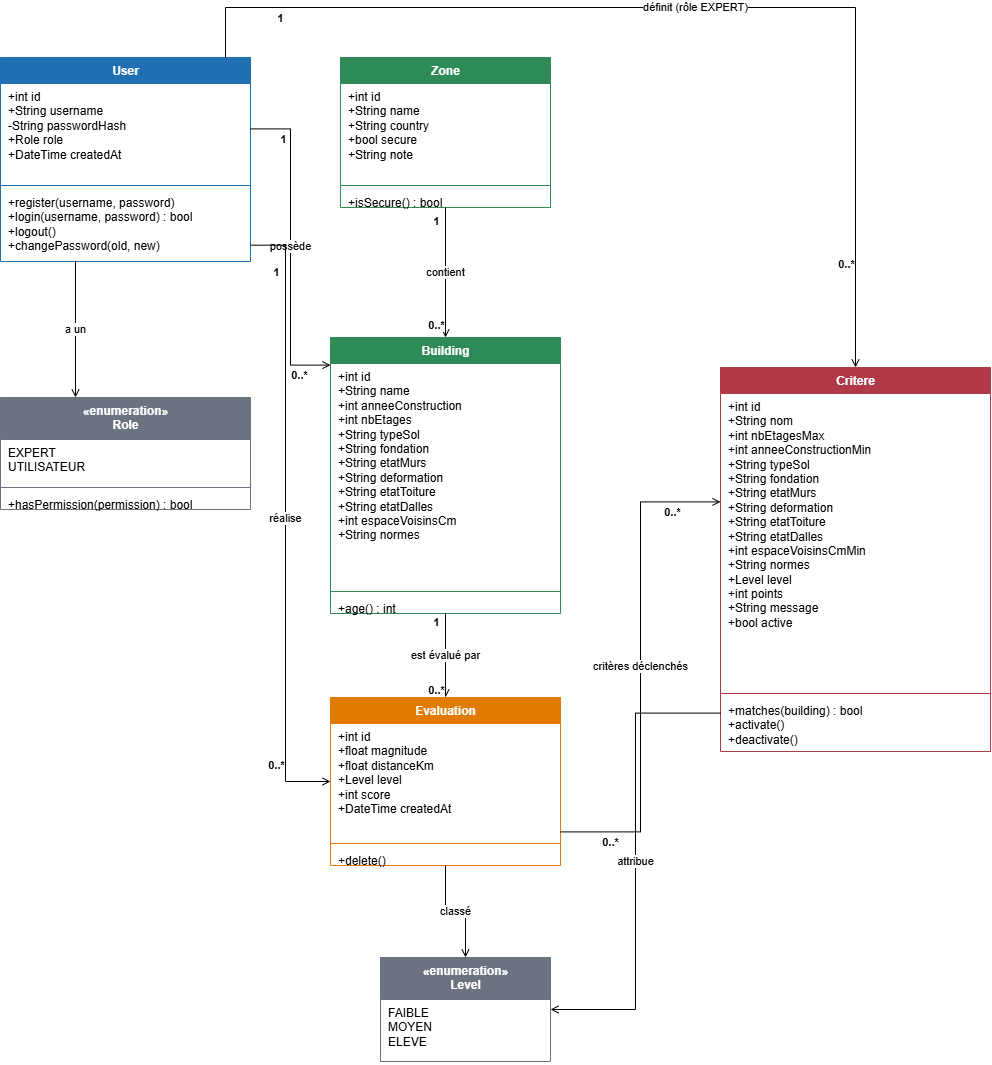 définit (rôle EXPERT)
1
User
+int id
+String username
-String passwordHash
+Role role
+DateTime createdAt
+register(username, password)
+login(username, password) : bool
+logout()
+changePassword(old, new)
Zone
+int id
+String name
+String country
+bool secure
+String note
+isSecure() : bool
1
possède
1
1
contient
0..*
0..*
a un
0..*
«enumeration»
Role
EXPERT
UTILISATEUR
+hasPermission(permission) : bool
réalise
0..*
Building
+int id
+String name
+int anneeConstruction
+int nbEtages
+String typeSol
+String fondation
+String etatMurs
+String deformation
+String etatToiture
+String etatDalles
+int espaceVoisinsCm
+String normes
+age() : int
Critere
+int id
+String nom
+int nbEtagesMax
+int anneeConstructionMin
+String typeSol
+String fondation
+String etatMurs
+String deformation
+String etatToiture
+String etatDalles
+int espaceVoisinsCmMin
+String normes
+Level level
+int points
+String message
+bool active
+matches(building) : bool
+activate()
+deactivate()
0..*
1
est évalué par
0..*
critères déclenchés
Evaluation
+int id
+float magnitude
+float distanceKm
+Level level
+int score
+DateTime createdAt
+delete()
0..*
attribue
classé
«enumeration»
Level
FAIBLE
MOYEN
ELEVE